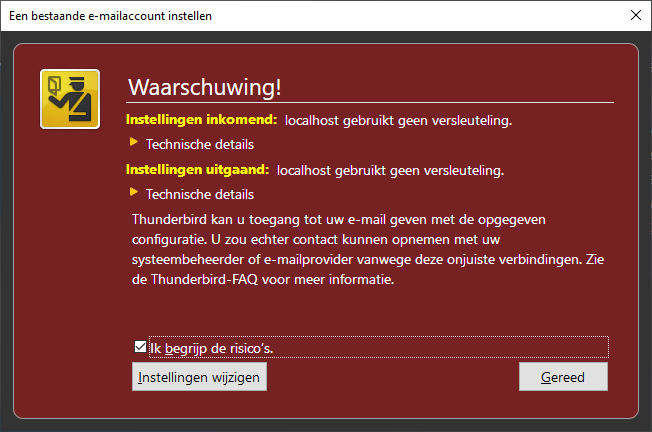 Een bestaande e-mailaccount instellen
Waarschuwing!
Instellingen inkomend: localhost gebruikt geen versleuteling.
Technische details
Instellingen uitgaand: localhost gebruikt geen versleuteling.
Technische details
Thunderbird kan u toegang tot uw e-mail geven met de opgegeven
configuratie. U zou echter contact kunnen opnemen met uw
systeembeheerder of e-mailprovider vanwege deze onjuiste verbindingen. Zie
de Thunderbird-FAQ voor meer informatie.
Ik begrijp de risico's.
Instellingen wijzigen
Gereed